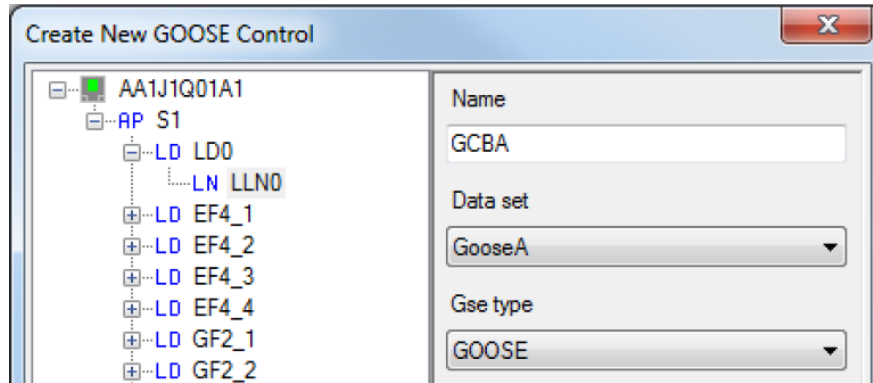 Create New GOOSE Control
AA1J1Q01A1
AP S1
LD LD0
LN LLN0
LD EF4_1
LD EF4_2
LD EF4_3
LD EF4_4
LD GF2_1
LD GF2_2
Name
GCBA
Data set
GooseA
Gse type
GOOSE